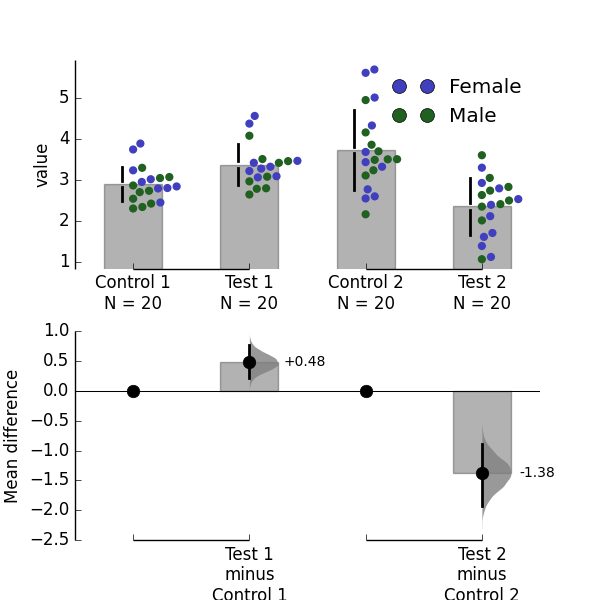 Female
Male
value
5
4
3
2
1
Control 1
N = 20
Test 1
N = 20
Control 2
N = 20
Test 2
N = 20
Mean difference
1.0
0.5
0.0
−0.5
−1.0
−1.5
−2.0
−2.5
+0.48
-1.38
Test 1
minus
Control 1
Test 2
minus
Control 2